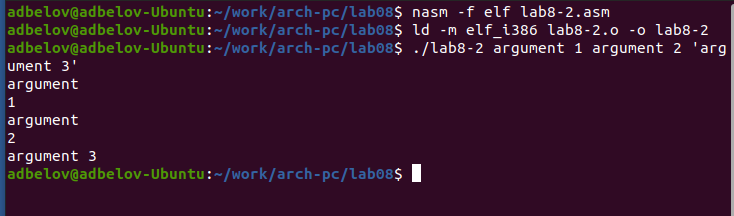 adbelov@adbelov-Ubuntu:~/work/arch-pc/lab08$ nasm -f elf lab8-2.asm
adbelov@adbelov-Ubuntu:~/work/arch-pc/lab08$ ld -m elf_i386 lab8-2.o -o lab8-2
adbelov@adbelov-Ubuntu:~/work/arch-pc/lab08$ ./lab8-2 argument 1 argument 2 'arg
ument 3'
argument
1
argument
2
argument 3
adbelov@adbelov-Ubuntu:~/work/arch-pc/lab08$